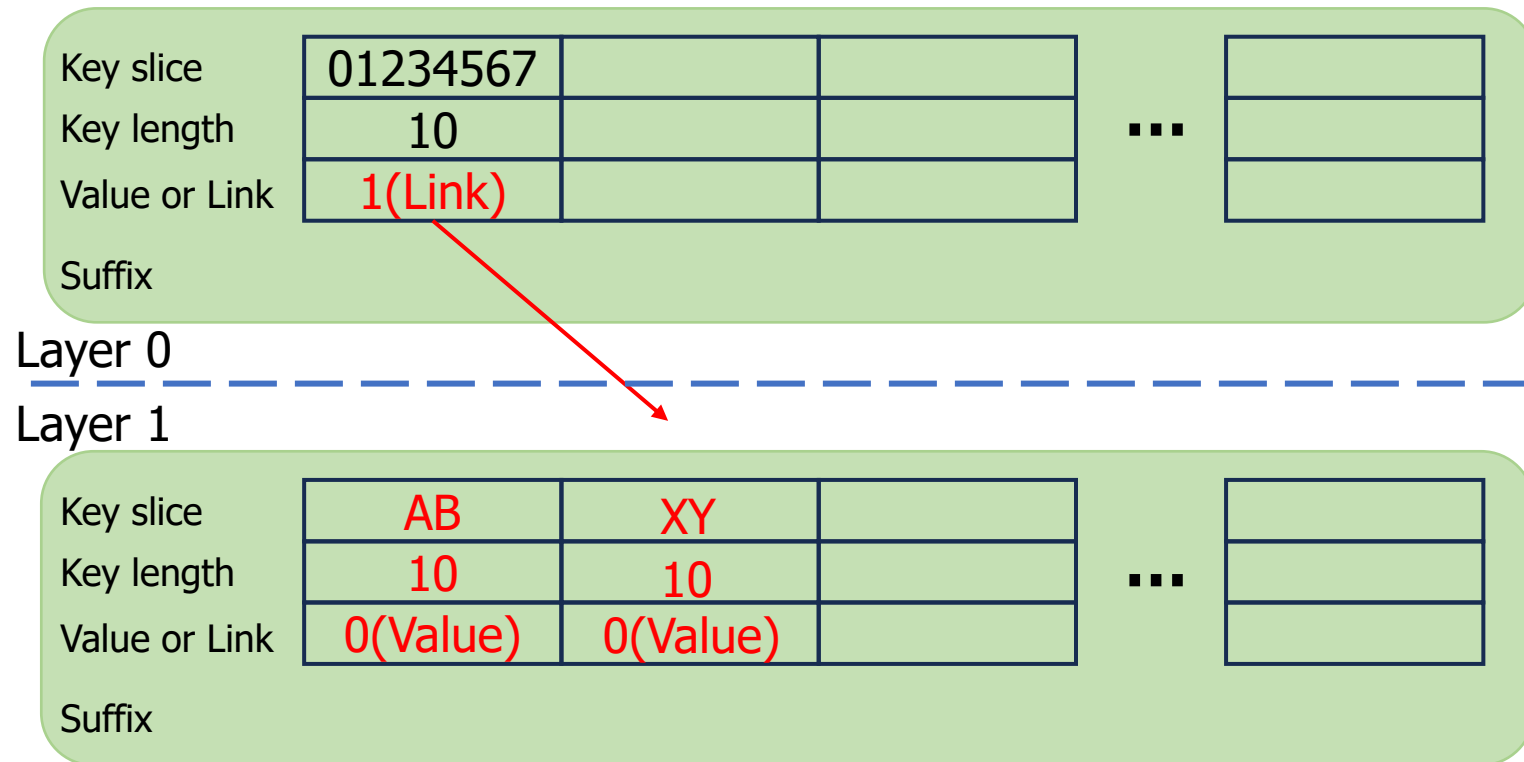 Key slice 01234567
Key length 10 ...
Value or Link 1(Link)
Suffix
Layer 0
Layer 1
Key slice AB XY
Key length 10 10 ...
Value or Link 0(Value) 0(Value)
Suffix